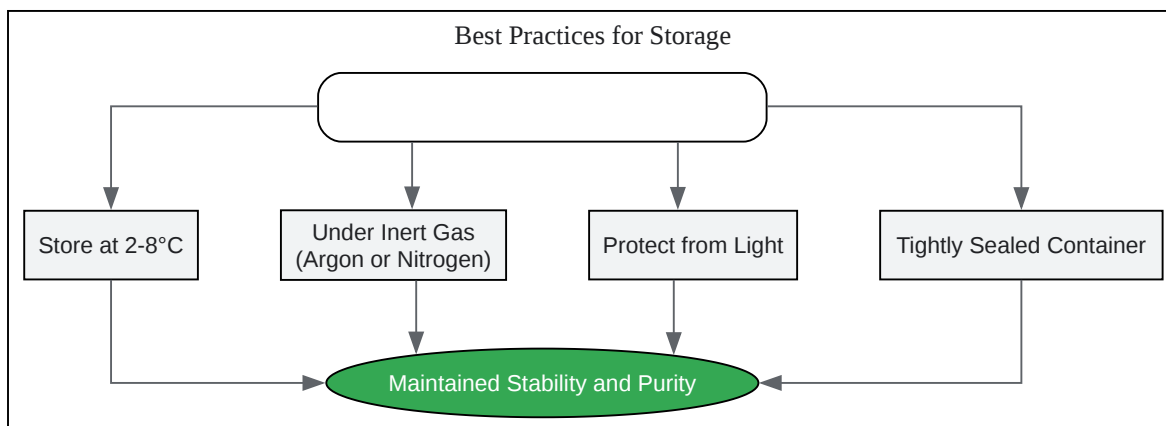 Best Practices for Storage
Store at 2-8°C
Under Inert Gas
(Argon or Nitrogen)
Protect from Light
Tightly Sealed Container
Maintained Stability and Purity